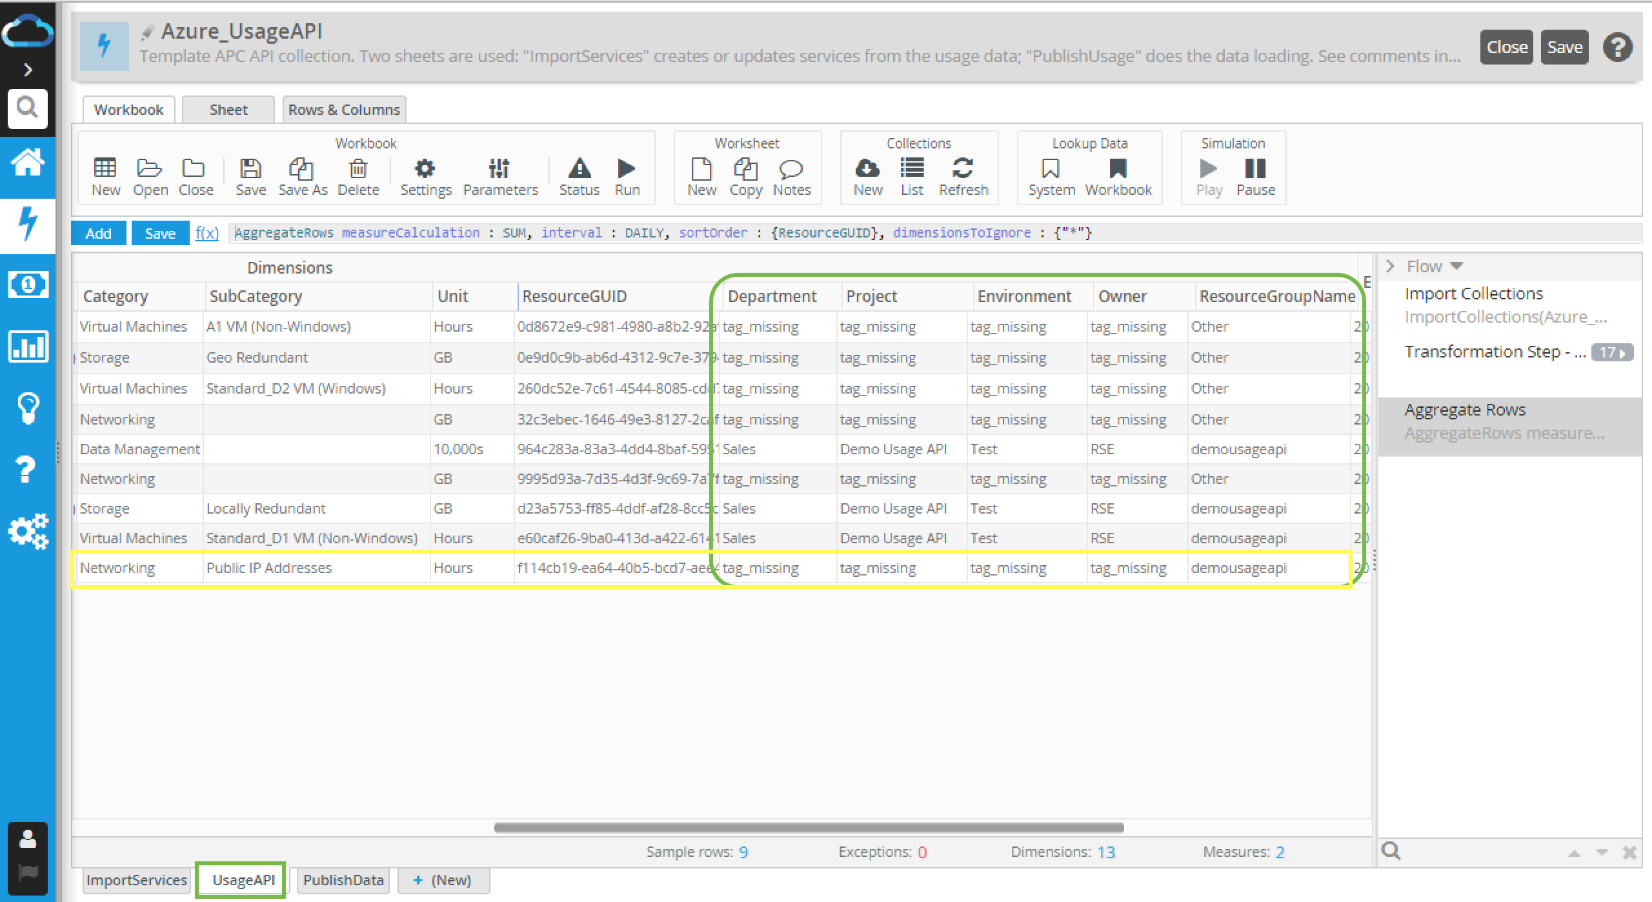 Azure_UsageAPI
Template APC API collection. Two sheets are used: "ImportServices" creates or updates services from the usage data; "PublishUsage" does the data loading. See comments in...
Close Save
Workbook Sheet Rows & Columns
Workbook Worksheet Collections Lookup Data Simulation
New Open Close Save Save As Delete Settings Parameters Status Run New Copy Notes New List Refresh System Workbook Play Pause
Add Save f(x) AggregateRows measureCalculation : SUM, interval : DAILY, sortOrder : {ResourceGUID}, dimensionsToIgnore : {"*"}
Dimensions
Category SubCategory Unit ResourceGUID Department Project Environment Owner ResourceGroupName
Virtual Machines A1 VM (Non-Windows) Hours 0d8672e9-c981-4980-a8b2-92a tag_missing tag_missing tag_missing tag_missing Other 20
Storage Geo Redundant GB 0e9d0c9b-ab6d-4312-9c7e-379 tag_missing tag_missing tag_missing tag_missing Other 20
Virtual Machines Standard_D2 VM (Windows) Hours 260dc52e-7c61-4544-8085-cdd tag_missing tag_missing tag_missing tag_missing Other 20
Networking GB 32c3ebec-1646-49e3-8127-2caf tag_missing tag_missing tag_missing tag_missing Other 20
Data Management 10,000s 964c283a-83a3-4dd4-8baf-5951 Sales Demo Usage API Test RSE demousageapi 20
Networking GB 9995d93a-7d35-4d3f-9c69-7a7f tag_missing tag_missing tag_missing tag_missing Other 20
Storage Locally Redundant GB d23a5753-ff85-4ddf-af28-8cc5c Sales Demo Usage API Test RSE demousageapi 20
Virtual Machines Standard_D1 VM (Non-Windows) Hours e60caf26-9ba0-413d-a422-6141 Sales Demo Usage API Test RSE demousageapi 20
Networking Public IP Addresses Hours f114cb19-ea64-40b5-bcd7-aee4 tag_missing tag_missing tag_missing tag_missing demousageapi 20
Flow
Import Collections
ImportCollections(Azure_...
Transformation Step - ... 17
Aggregate Rows
AggregateRows measure...
Sample rows: 9 Exceptions: 0 Dimensions: 13 Measures: 2
ImportServices UsageAPI PublishData + (New)